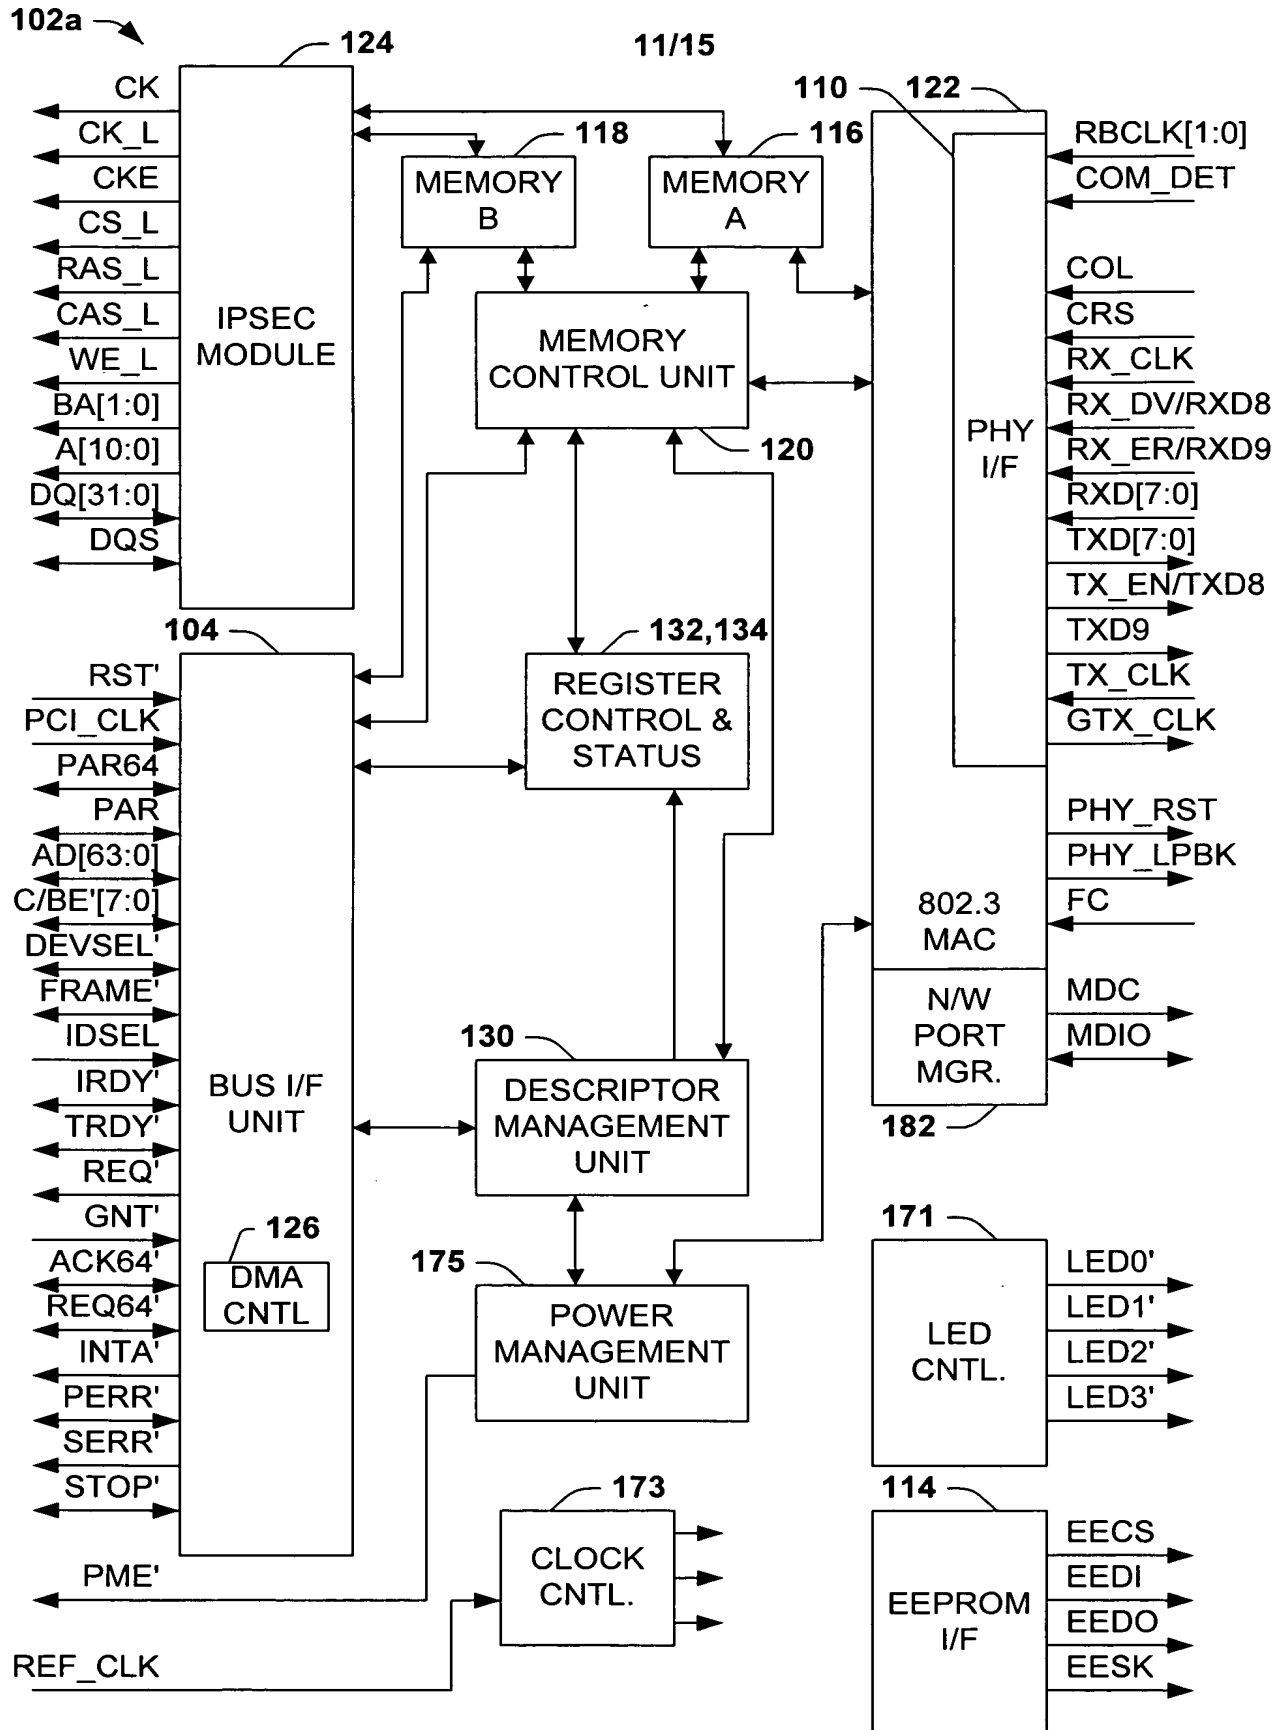 102a
124
11/15
CK
CK_L
CKE
CS_L
RAS_L
CAS_L
WE_L
BA[1:0]
A[10:0]
DQ[31:0]
DQS
IPSEC
MODULE
118
MEMORY
B
116
MEMORY
A
110
122
MEMORY
CONTROL UNIT
120
PHY
I/F
RBCLK[1:0]
COM_DET
COL
CRS
RX_CLK
RX_DV/RXD8
RX_ER/RXD9
RXD[7:0]
TXD[7:0]
TX_EN/TXD8
TXD9
TX_CLK
GTX_CLK
PHY_RST
PHY_LPBK
FC
802.3
MAC
N/W
PORT
MGR.
MDC
MDIO
182
104
132,134
REGISTER
CONTROL &
STATUS
RST'
PCI_CLK
PAR64
PAR
AD[63:0]
C/BE'[7:0]
DEVSEL'
FRAME'
IDSEL
IRDY'
TRDY'
REQ'
GNT'
ACK64'
REQ64'
INTA'
PERR'
SERR'
STOP'
BUS I/F
UNIT
126
DMA
CNTL
130
DESCRIPTOR
MANAGEMENT
UNIT
175
POWER
MANAGEMENT
UNIT
171
LED
CNTL.
LED0'
LED1'
LED2'
LED3'
PME'
REF_CLK
173
CLOCK
CNTL.
114
EEPROM
I/F
EECS
EEDI
EEDO
EESK